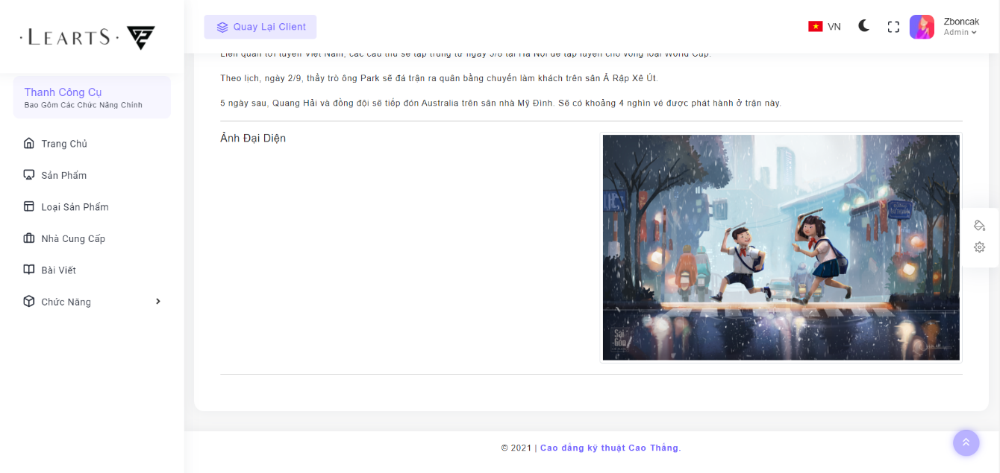 · LEARTS ·
Quay Lại Client
VN
Zboncak
Admin
Thanh Công Cụ
Bao Gồm Các Chức Năng Chính
Trang Chủ
Sản Phẩm
Loại Sản Phẩm
Nhà Cung Cấp
Bài Viết
Chức Năng
Liên quan tới tuyển Việt Nam, các cầu thủ sẽ tập trung từ ngày 5/8 tại Hà Nội để tập luyện cho vòng loại World Cup.
Theo lịch, ngày 2/9, thầy trò ông Park sẽ đá trận ra quân bằng chuyến làm khách trên sân Ả Rập Xê Út.
5 ngày sau, Quang Hải và đồng đội sẽ tiếp đón Australia trên sân nhà Mỹ Đình. Sẽ có khoảng 4 nghìn vé được phát hành ở trận này.
Ảnh Đại Diện
Sài
Gòn
© 2021 | Cao đẳng kỹ thuật Cao Thắng.